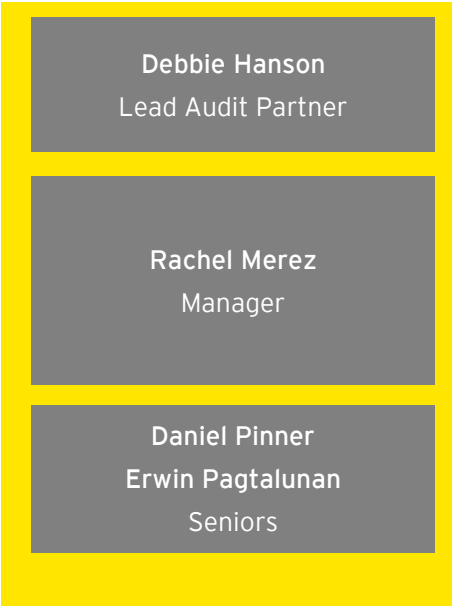 Debbie Hanson
Lead Audit Partner
Rachel Merez
Manager
Daniel Pinner
Erwin Pagtalunan
Seniors